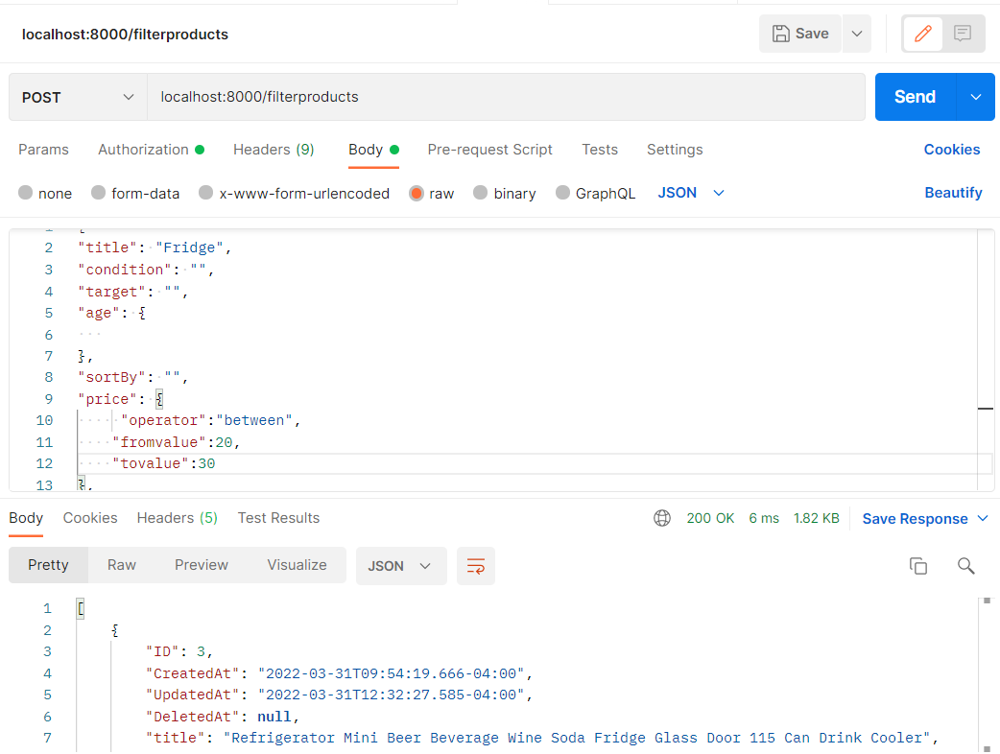 localhost:8000/filterproducts
Save
POST localhost:8000/filterproducts Send
Params Authorization Headers (9) Body Pre-request Script Tests Settings Cookies
none form-data x-www-form-urlencoded raw binary GraphQL JSON Beautify
1 {
2 "title": "Fridge",
3 "condition": "",
4 "target": "",
5 "age": {
6
7 },
8 "sortBy": "",
9 "price": {
10 "operator":"between",
11 "fromvalue":20,
12 "tovalue":30
13 },
Body Cookies Headers (5) Test Results 200 OK 6 ms 1.82 KB Save Response
Pretty Raw Preview Visualize JSON
1 [
2 {
3 "ID": 3,
4 "CreatedAt": "2022-03-31T09:54:19.666-04:00",
5 "UpdatedAt": "2022-03-31T12:32:27.585-04:00",
6 "DeletedAt": null,
7 "title": "Refrigerator Mini Beer Beverage Wine Soda Fridge Glass Door 115 Can Drink Cooler",